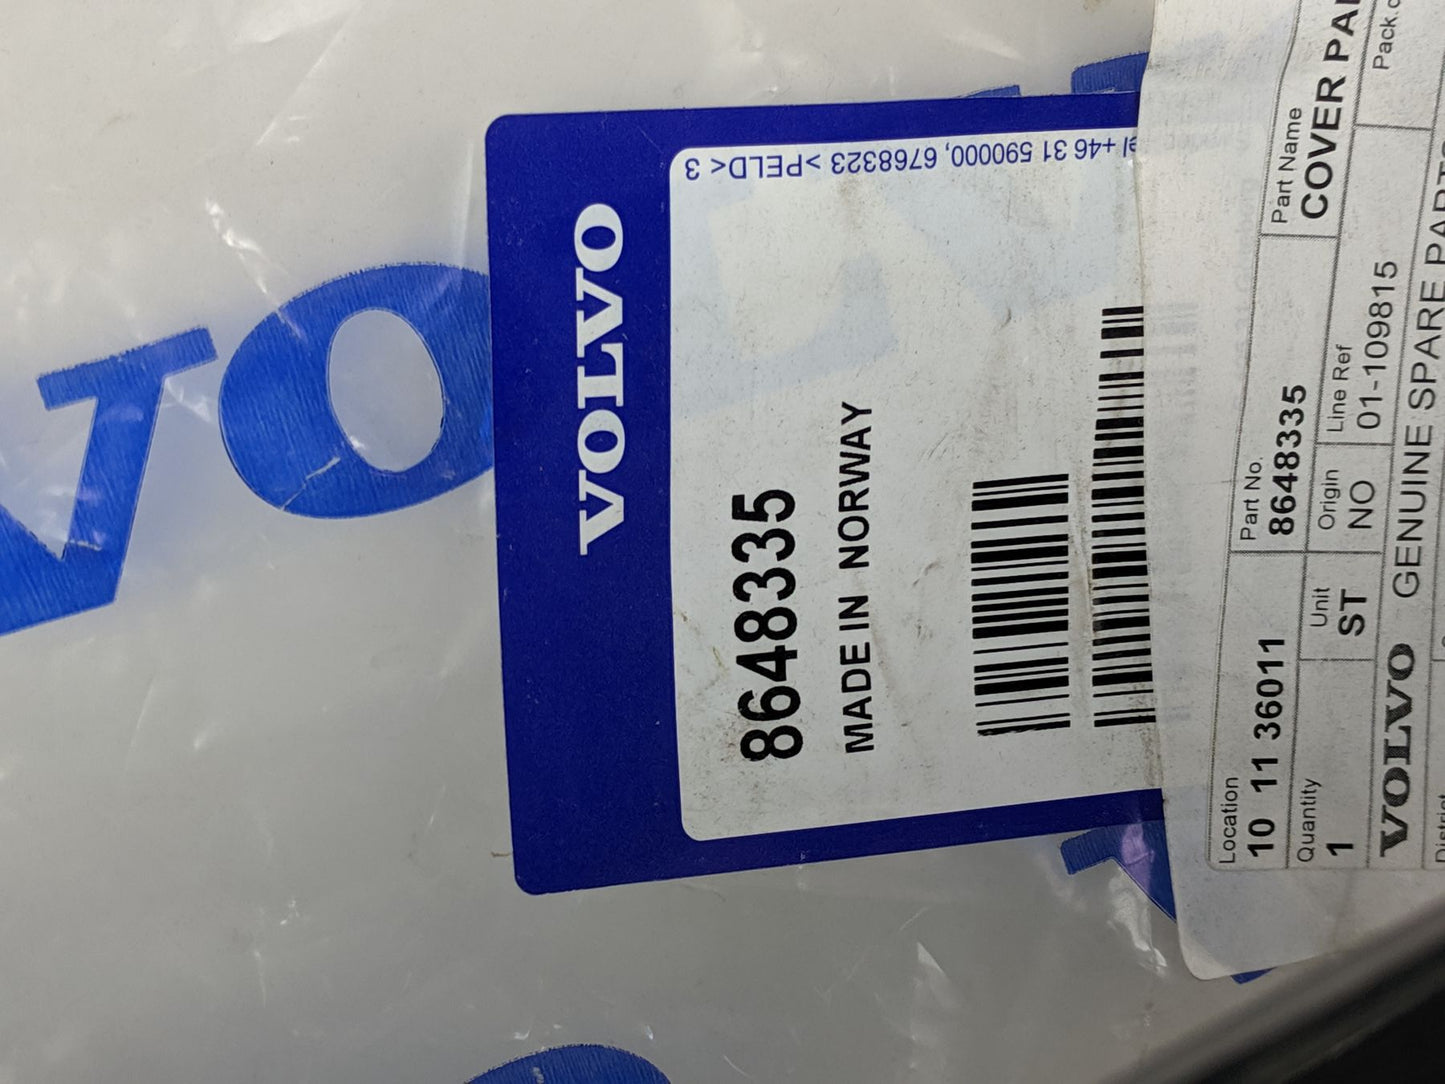 VOLVO
8648335
MADE IN NORWAY
+46 31 590000, 6768323 >PELD< 3
Location
10 11 36011
Part No.
8648335
Part Name
COVER
Quantity
1
Unit
ST
Origin
NO
Line Ref
01-109815
VOLVO GENUINE SPARE PARTS